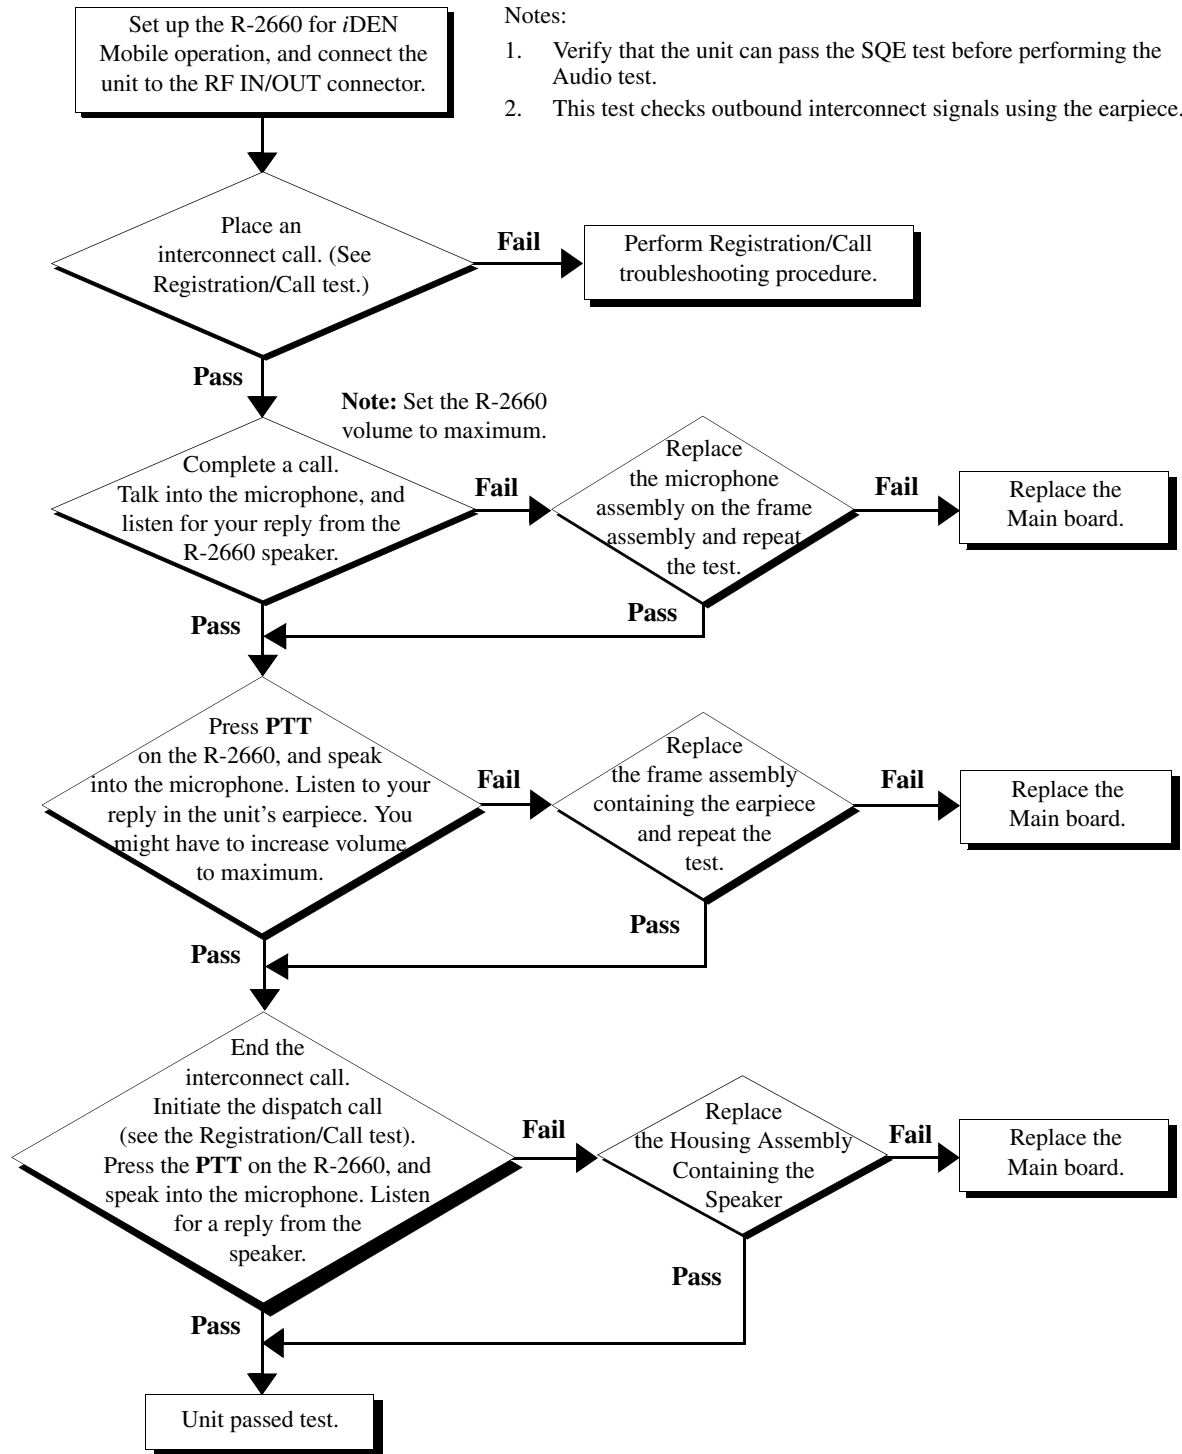 Set up the R-2660 for iDEN
Mobile operation, and connect the
unit to the RF IN/OUT connector.
Notes:
1. Verify that the unit can pass the SQE test before performing the
Audio test.
2. This test checks outbound interconnect signals using the earpiece.
Place an
interconnect call. (See
Registration/Call test.)
Fail
Perform Registration/Call
troubleshooting procedure.
Pass
Note: Set the R-2660
volume to maximum.
Complete a call.
Talk into the microphone, and
listen for your reply from the
R-2660 speaker.
Fail
Replace
the microphone
assembly on the frame
assembly and repeat
the test.
Fail
Replace the
Main board.
Pass
Pass
Press PTT
on the R-2660, and speak
into the microphone. Listen to your
reply in the unit's earpiece. You
might have to increase volume
to maximum.
Fail
Replace
the frame assembly
containing the earpiece
and repeat the
test.
Fail
Replace the
Main board.
Pass
Pass
End the
interconnect call.
Initiate the dispatch call
(see the Registration/Call test).
Press the PTT on the R-2660, and
speak into the microphone. Listen
for a reply from the
speaker.
Fail
Replace
the Housing Assembly
Containing the
Speaker
Fail
Replace the
Main board.
Pass
Pass
Unit passed test.